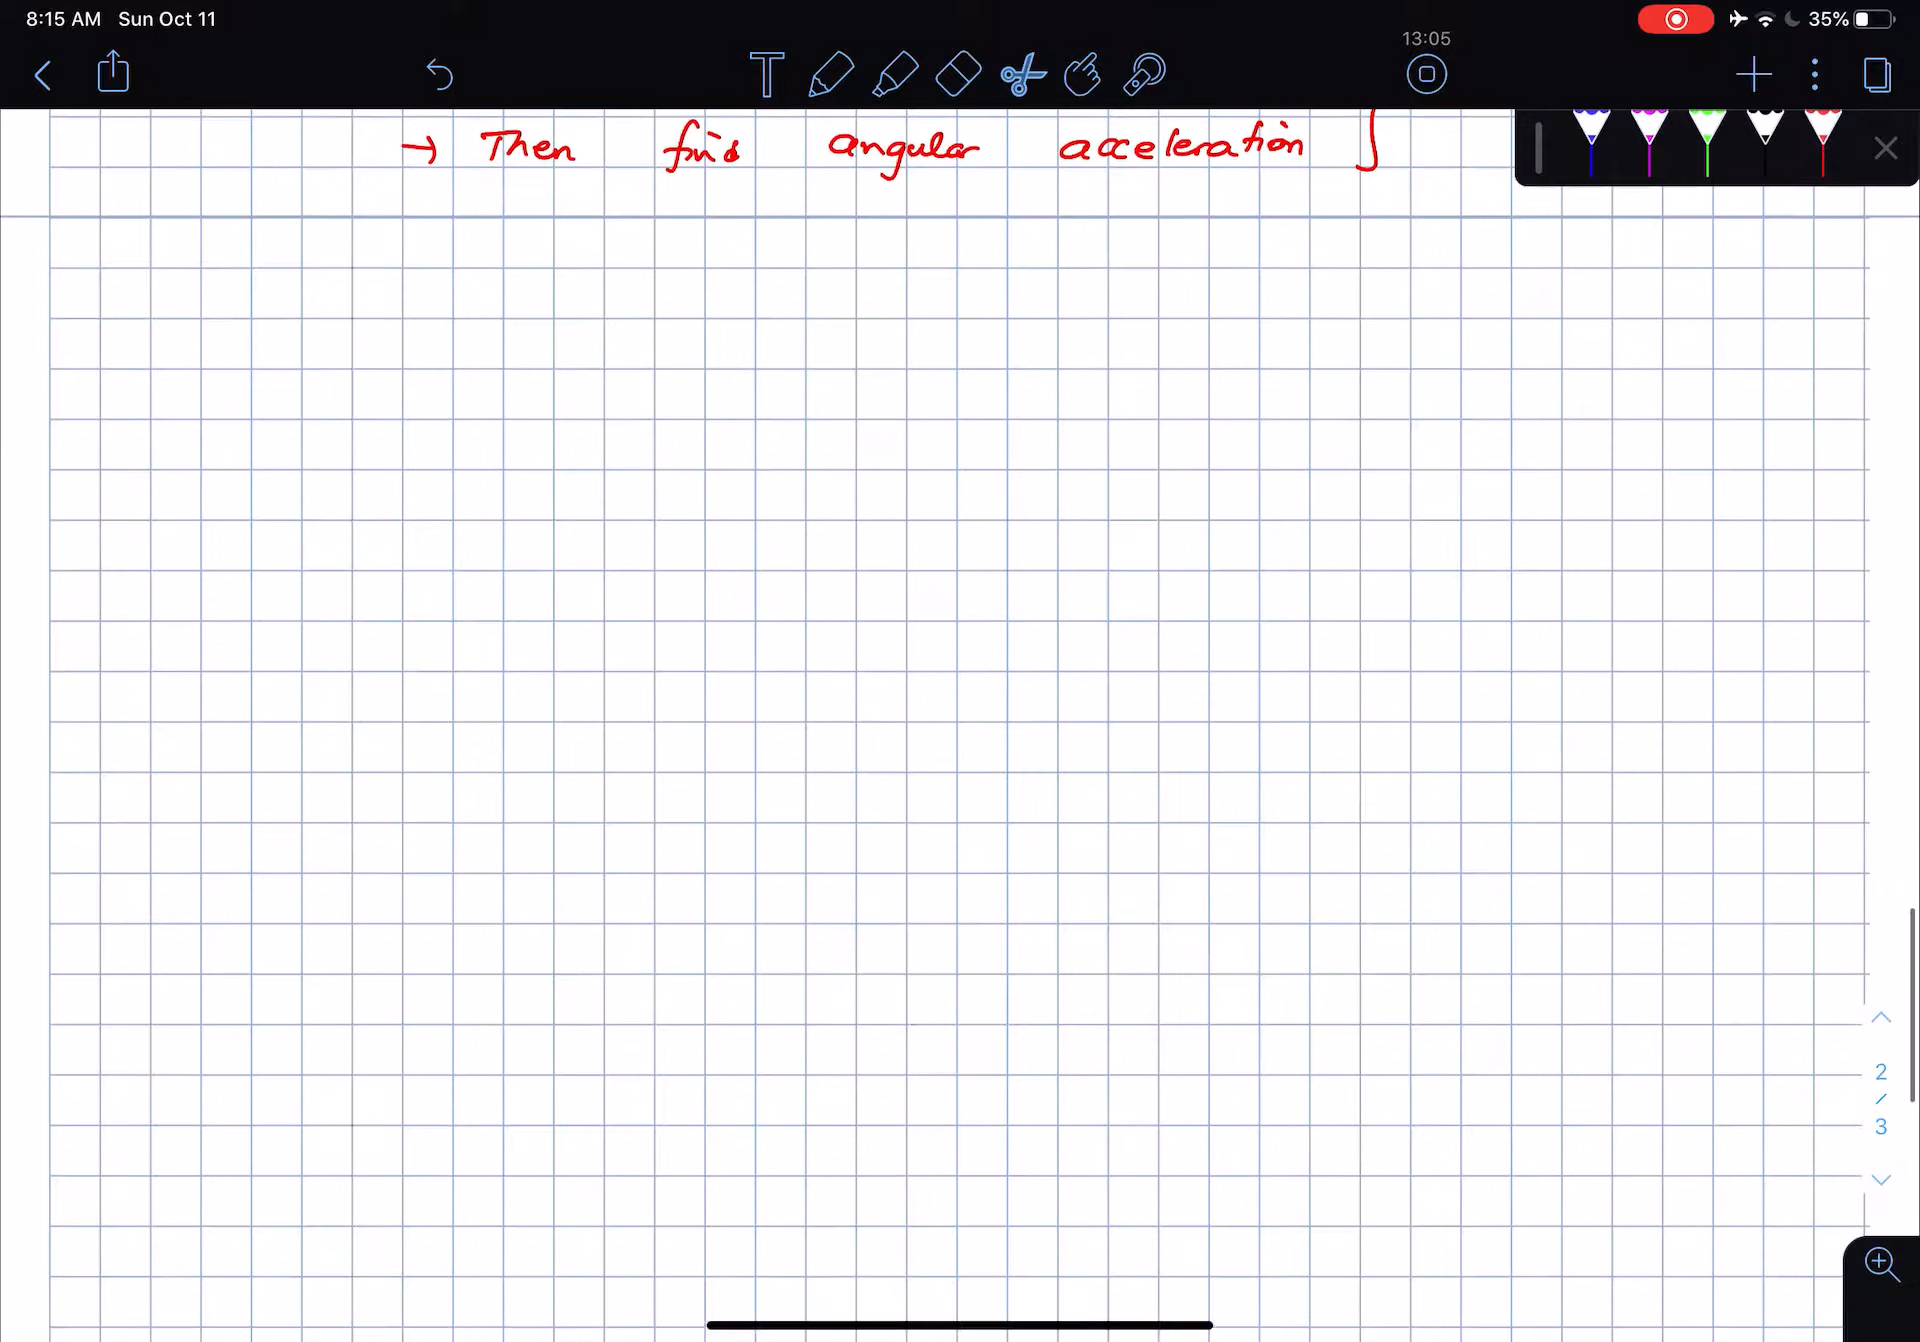 8:15 AM Sun Oct 11
35%
13:05
→ Then find angular acceleration
2
/
3